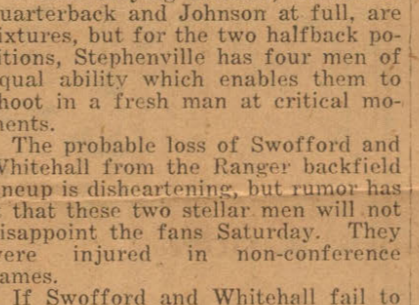 uarterback and Johnson at full, are
ixtures, but for the two halfback po-
itions, Stephenville has four men of
qual ability which enables them to
hoot in a fresh man at critical mo-
ments.
The probable loss of Swofford and
Whitehall from the Ranger backfield
ineup is disheartening, but rumor has
t that these two stellar men will not
isappoint the fans Saturday. They
were injured in non-conference
ames.
If Swofford and Whitehall fail to